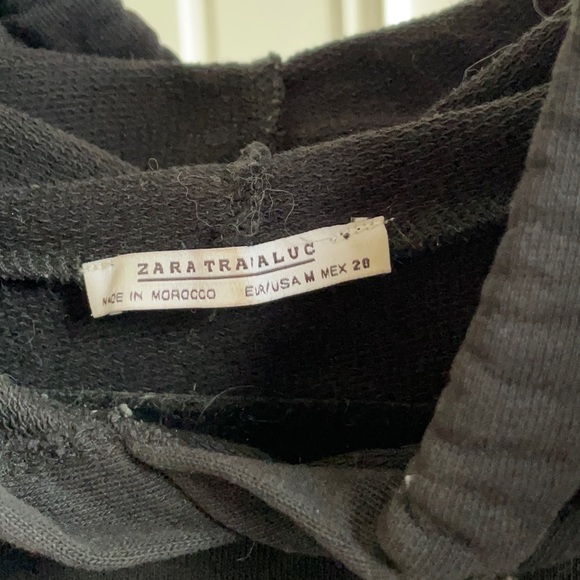 ZARA TRAFALUC
MADE IN MOROCCO EUR/USA M MEX 28